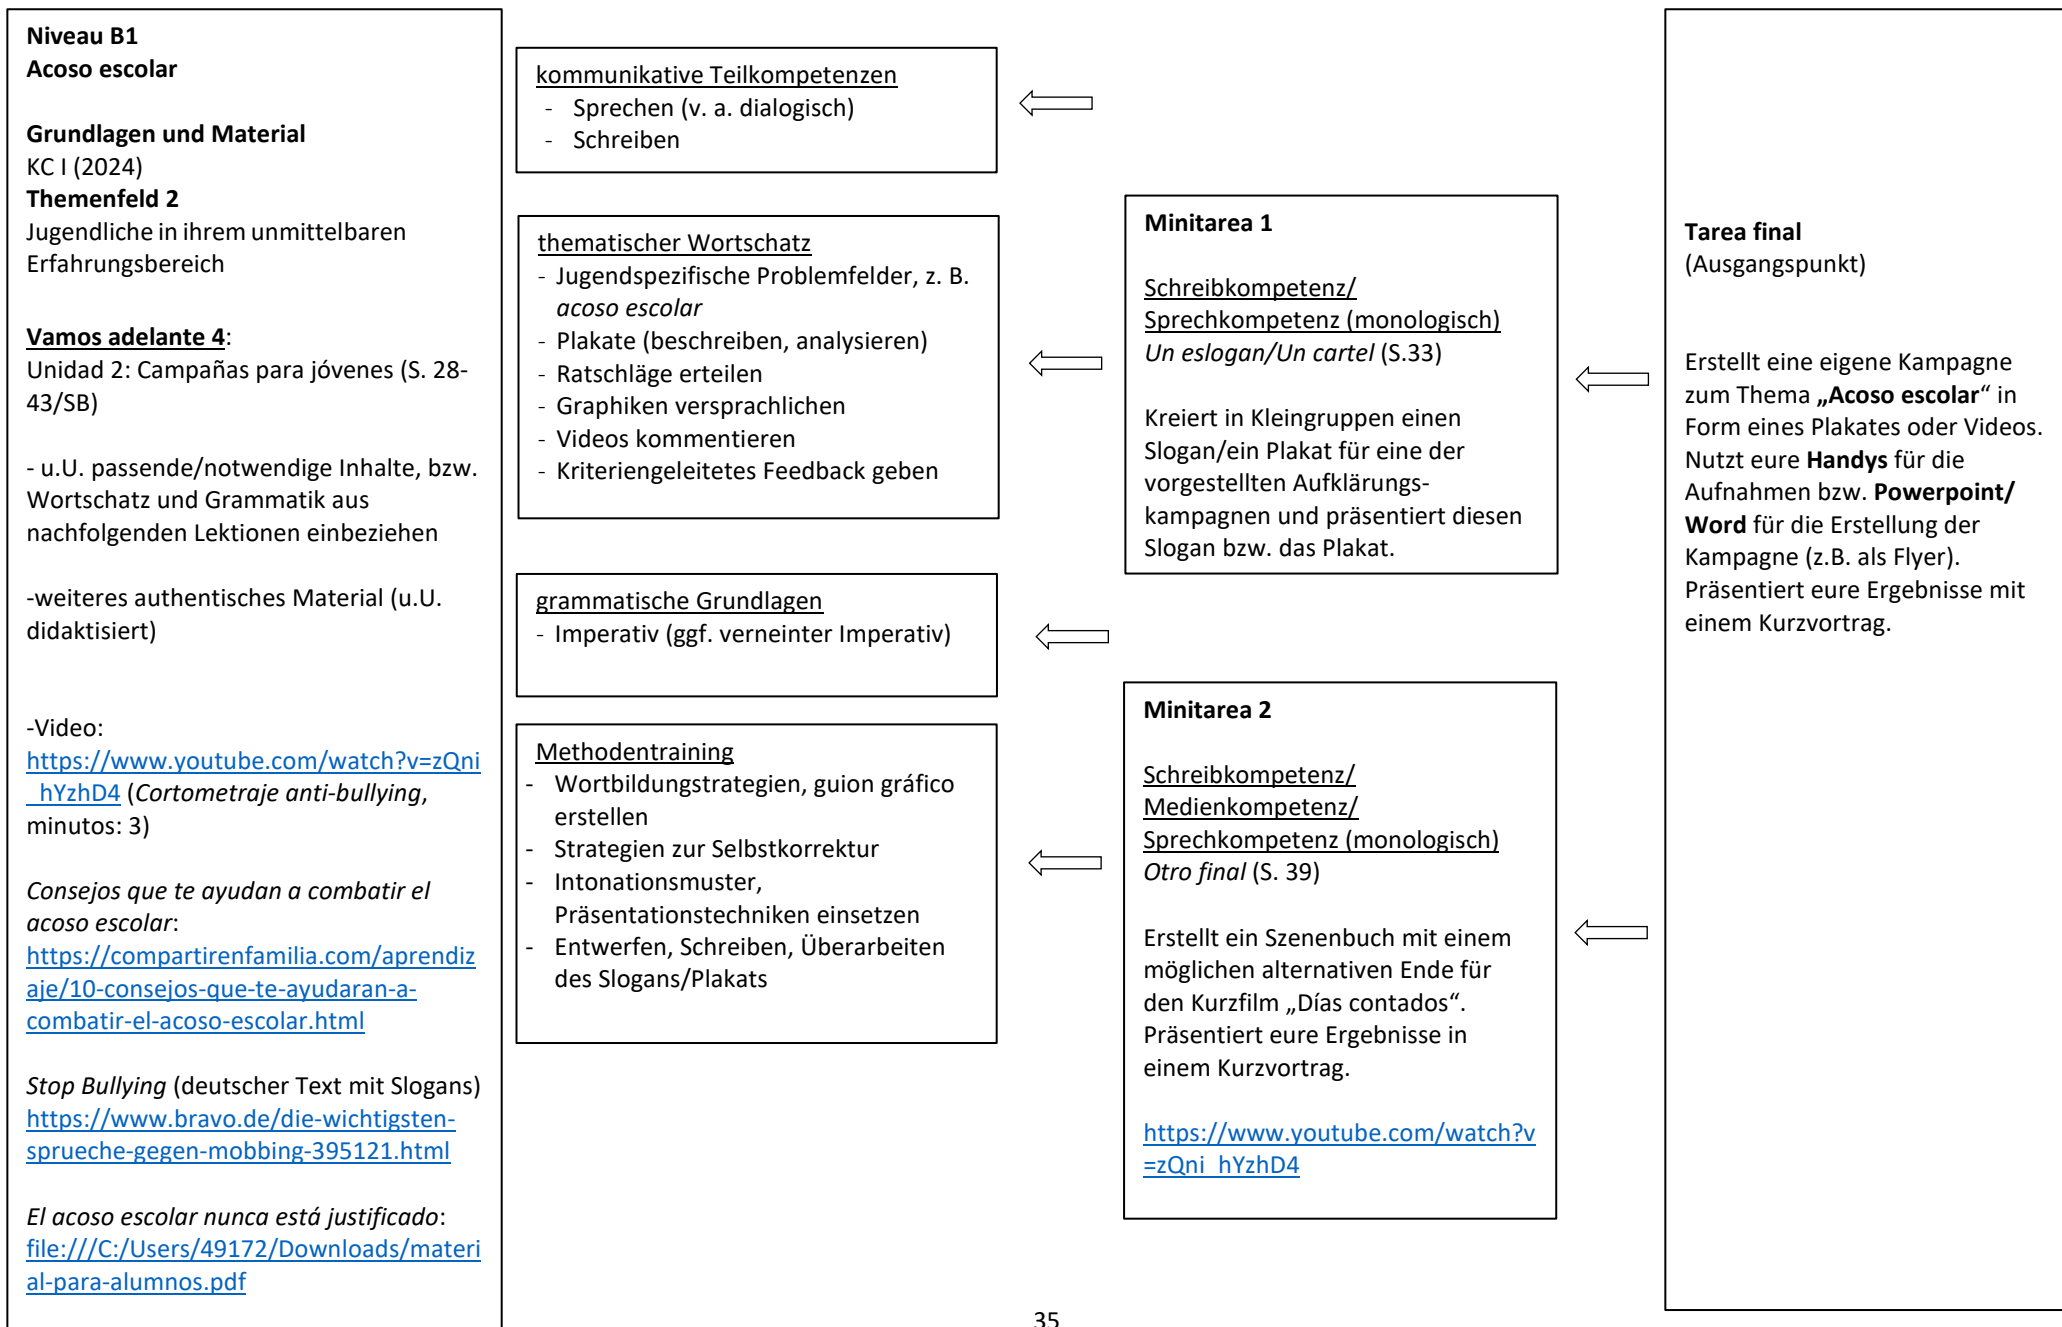 Niveau B1
Acoso escolar
Grundlagen und Material
KC I (2024)
Themenfeld 2
Jugendliche in ihrem unmittelbaren
Erfahrungsbereich
Vamos adelante 4:
Unidad 2: Campañas para jóvenes (S. 28-
43/SB)
- u.U. passende/notwendige Inhalte, bzw.
Wortschatz und Grammatik aus
nachfolgenden Lektionen einbeziehen
-weiteres authentisches Material (u.U.
didaktisiert)
-Video:
https://www.youtube.com/watch?v=zQni
_hYzhD4 (Cortometraje anti-bullying,
minutos: 3)
Consejos que te ayudan a combatir el
acoso escolar:
https://compartirenfamilia.com/aprendiz
aje/10-consejos-que-te-ayudaran-a-
combatir-el-acoso-escolar.html
Stop Bullying (deutscher Text mit Slogans)
https://www.bravo.de/die-wichtigsten-
sprueche-gegen-mobbing-395121.html
El acoso escolar nunca está justificado:
file:///C:/Users/49172/Downloads/materi
al-para-alumnos.pdf
kommunikative Teilkompetenzen
- Sprechen (v. a. dialogisch)
- Schreiben
thematischer Wortschatz
- Jugendspezifische Problemfelder, z. B.
acoso escolar
- Plakate (beschreiben, analysieren)
- Ratschläge erteilen
- Graphiken versprachlichen
- Videos kommentieren
- Kriteriengeleitetes Feedback geben
grammatische Grundlagen
- Imperativ (ggf. verneinter Imperativ)
Methodentraining
- Wortbildungstrategien, guion gráfico
erstellen
- Strategien zur Selbstkorrektur
- Intonationsmuster,
Präsentationstechniken einsetzen
- Entwerfen, Schreiben, Überarbeiten
des Slogans/Plakats
Minitarea 1
Schreibkompetenz/
Sprechkompetenz (monologisch)
Un eslogan/Un cartel (S.33)
Kreiert in Kleingruppen einen
Slogan/ein Plakat für eine der
vorgestellten Aufklärungs-
kampagnen und präsentiert diesen
Slogan bzw. das Plakat.
Minitarea 2
Schreibkompetenz/
Medienkompetenz/
Sprechkompetenz (monologisch)
Otro final (S. 39)
Erstellt ein Szenenbuch mit einem
möglichen alternativen Ende für
den Kurzfilm „Días contados“.
Präsentiert eure Ergebnisse in
einem Kurzvortrag.
https://www.youtube.com/watch?v
=zQni_hYzhD4
Tarea final
(Ausgangspunkt)
Erstellt eine eigene Kampagne
zum Thema „Acoso escolar“ in
Form eines Plakates oder Videos.
Nutzt eure Handys für die
Aufnahmen bzw. Powerpoint/
Word für die Erstellung der
Kampagne (z.B. als Flyer).
Präsentiert eure Ergebnisse mit
einem Kurzvortrag.
35